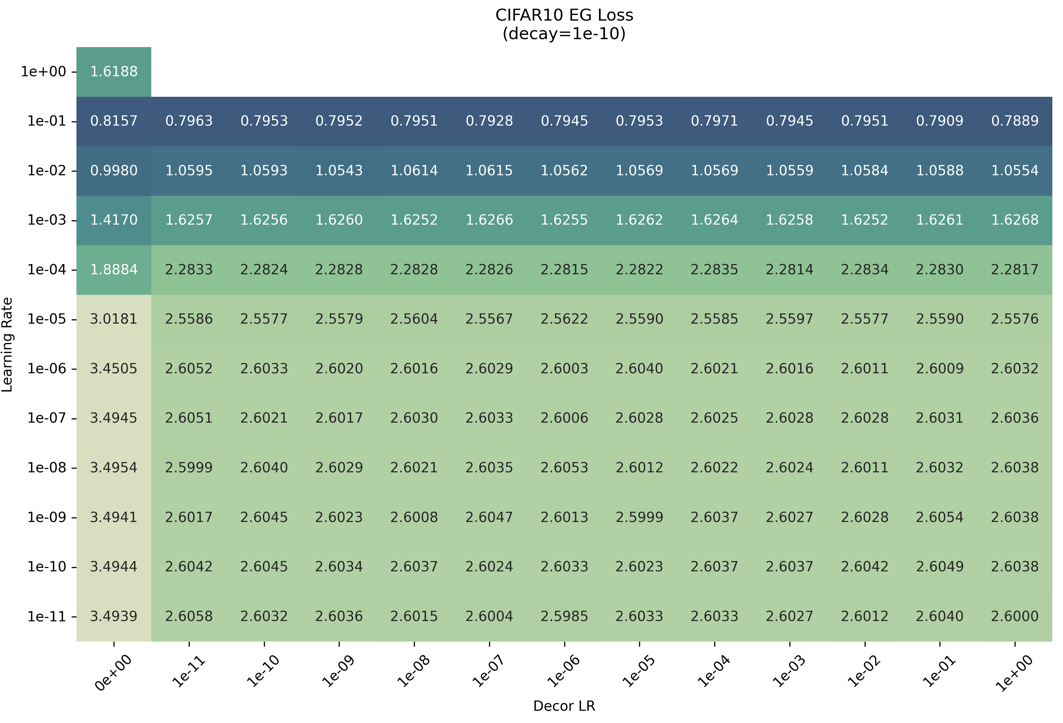 CIFAR10 EG Loss
(decay=1e-10)
Learning Rate
1e+00 1.6188
1e-01 0.8157 0.7963 0.7953 0.7952 0.7951 0.7928 0.7945 0.7953 0.7971 0.7945 0.7951 0.7909 0.7889
1e-02 0.9980 1.0595 1.0593 1.0543 1.0614 1.0615 1.0562 1.0569 1.0569 1.0559 1.0584 1.0588 1.0554
1e-03 1.4170 1.6257 1.6256 1.6260 1.6252 1.6266 1.6255 1.6262 1.6264 1.6258 1.6252 1.6261 1.6268
1e-04 1.8884 2.2833 2.2824 2.2828 2.2828 2.2826 2.2815 2.2822 2.2835 2.2814 2.2834 2.2830 2.2817
1e-05 3.0181 2.5586 2.5577 2.5579 2.5604 2.5567 2.5622 2.5590 2.5585 2.5597 2.5577 2.5590 2.5576
1e-06 3.4505 2.6052 2.6033 2.6020 2.6016 2.6029 2.6003 2.6040 2.6021 2.6016 2.6011 2.6009 2.6032
1e-07 3.4945 2.6051 2.6021 2.6017 2.6030 2.6033 2.6006 2.6028 2.6025 2.6028 2.6028 2.6031 2.6036
1e-08 3.4954 2.5999 2.6040 2.6029 2.6021 2.6035 2.6053 2.6012 2.6022 2.6024 2.6011 2.6032 2.6038
1e-09 3.4941 2.6017 2.6045 2.6023 2.6008 2.6047 2.6013 2.5999 2.6037 2.6027 2.6028 2.6054 2.6038
1e-10 3.4944 2.6042 2.6045 2.6034 2.6037 2.6024 2.6033 2.6023 2.6037 2.6037 2.6042 2.6049 2.6038
1e-11 3.4939 2.6058 2.6032 2.6036 2.6015 2.6004 2.5985 2.6033 2.6033 2.6027 2.6012 2.6040 2.6000
0e+00 1e-11 1e-10 1e-09 1e-08 1e-07 1e-06 1e-05 1e-04 1e-03 1e-02 1e-01 1e+00
Decor LR